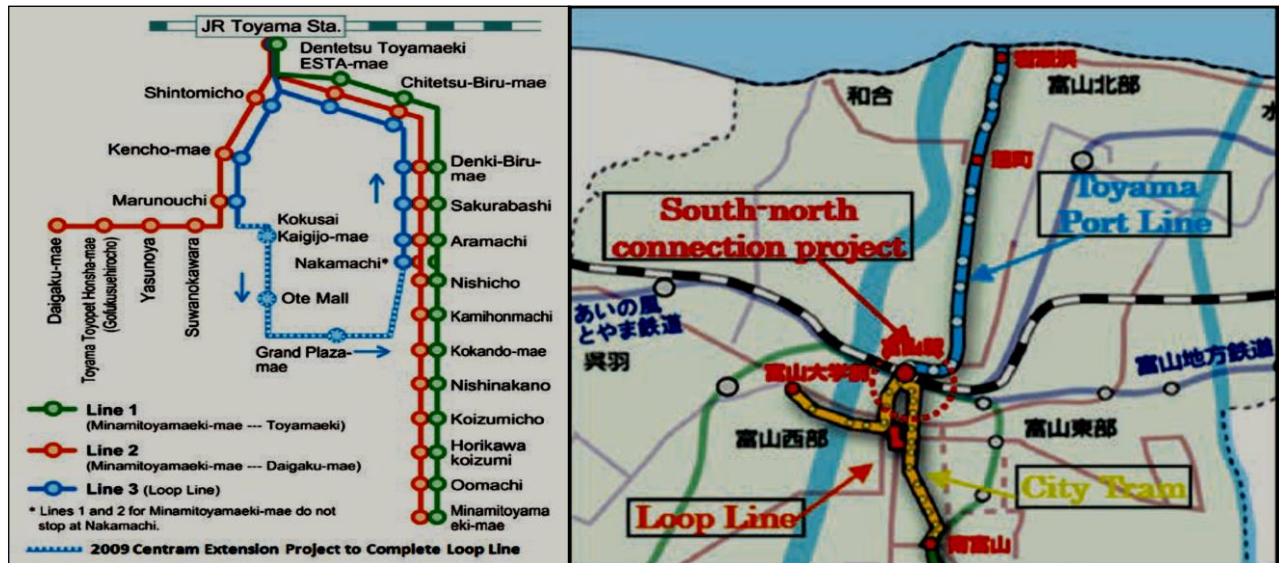 JR Toyama Sta.
Dentetsu Toyamaeki
ESTA-mae
Chitetsu-Biru-mae
Shintomicho
Kencho-mae
Marunouchi
Kokusai
Kaigijo-mae
Nakamachi*
Ote Mall
Grand Plaza-
mae
Daigaku-mae
Toyama Toyopet Honsha-mae
(Gofukusuehirocho)
Yasunoya
Suwanokawara
Denki-Biru-
mae
Sakurabashi
Aramachi
Nishicho
Kamihonmachi
Kokando-mae
Nishinakano
Koizumicho
Horikawa
koizumi
Oomachi
Minamitoyama
eki-mae
Line 1
(Minamitoyamaeki-mae --- Toyamaeki)
Line 2
(Minamitoyamaeki-mae --- Daigaku-mae)
Line 3 (Loop Line)
* Lines 1 and 2 for Minamitoyamaeki-mae do not
stop at Nakamachi.
2009 Centram Extension Project to Complete Loop Line
岩瀬浜
富山北部
和合
水
Toyama
Port Line
South-north
connection project
あいの風
とやま鉄道
呉羽
富山駅
富山大学前
富山地方鉄道
富山西部
富山東部
Loop Line
City Tram
南富山